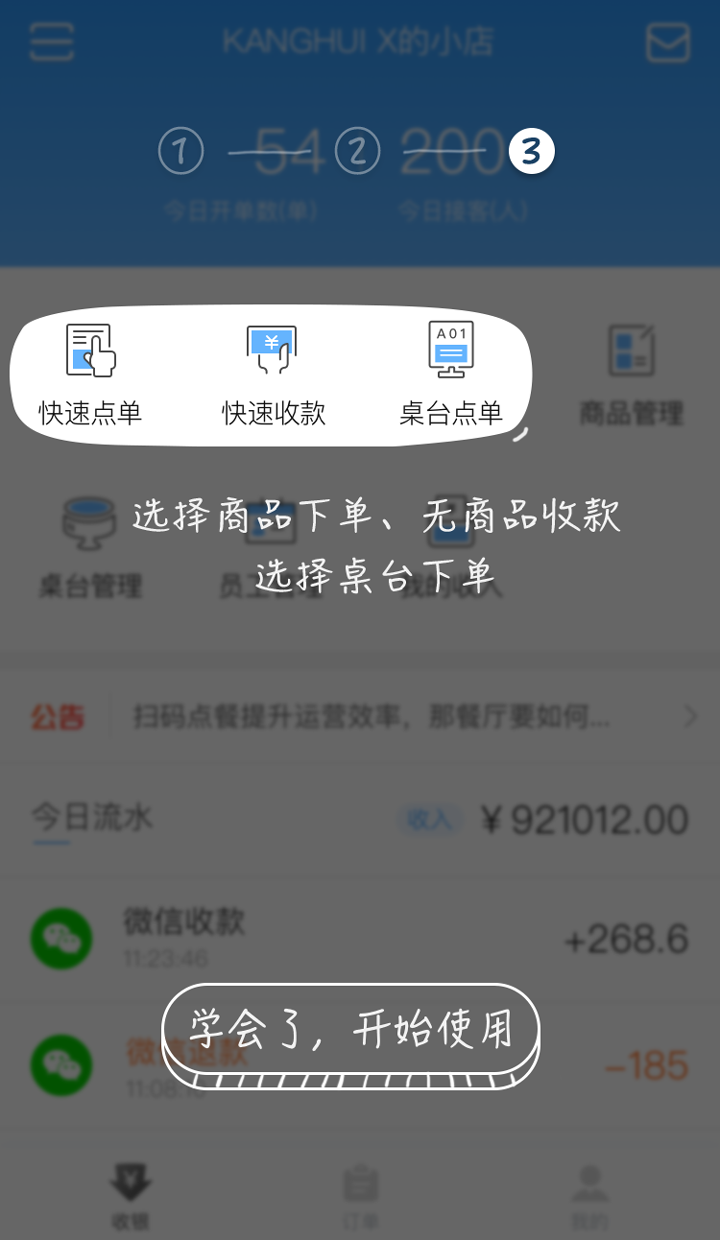 KANGHUI X的小店
1 54 2 200 3
今日开单数(单) 今日接客(人)
A01
快速点单 快速收款 桌台点单 商品管理
选择商品下单、无商品收款
选择桌台下单
桌台管理 员工管理 我的收入
公告 扫码点餐提升运营效率，那餐厅要如何...
今日流水 收入 ¥ 921012.00
微信收款 +268.6
11:23:46
学会了，开始使用
微信退款 -185
11:08:16
收银 订单 我的